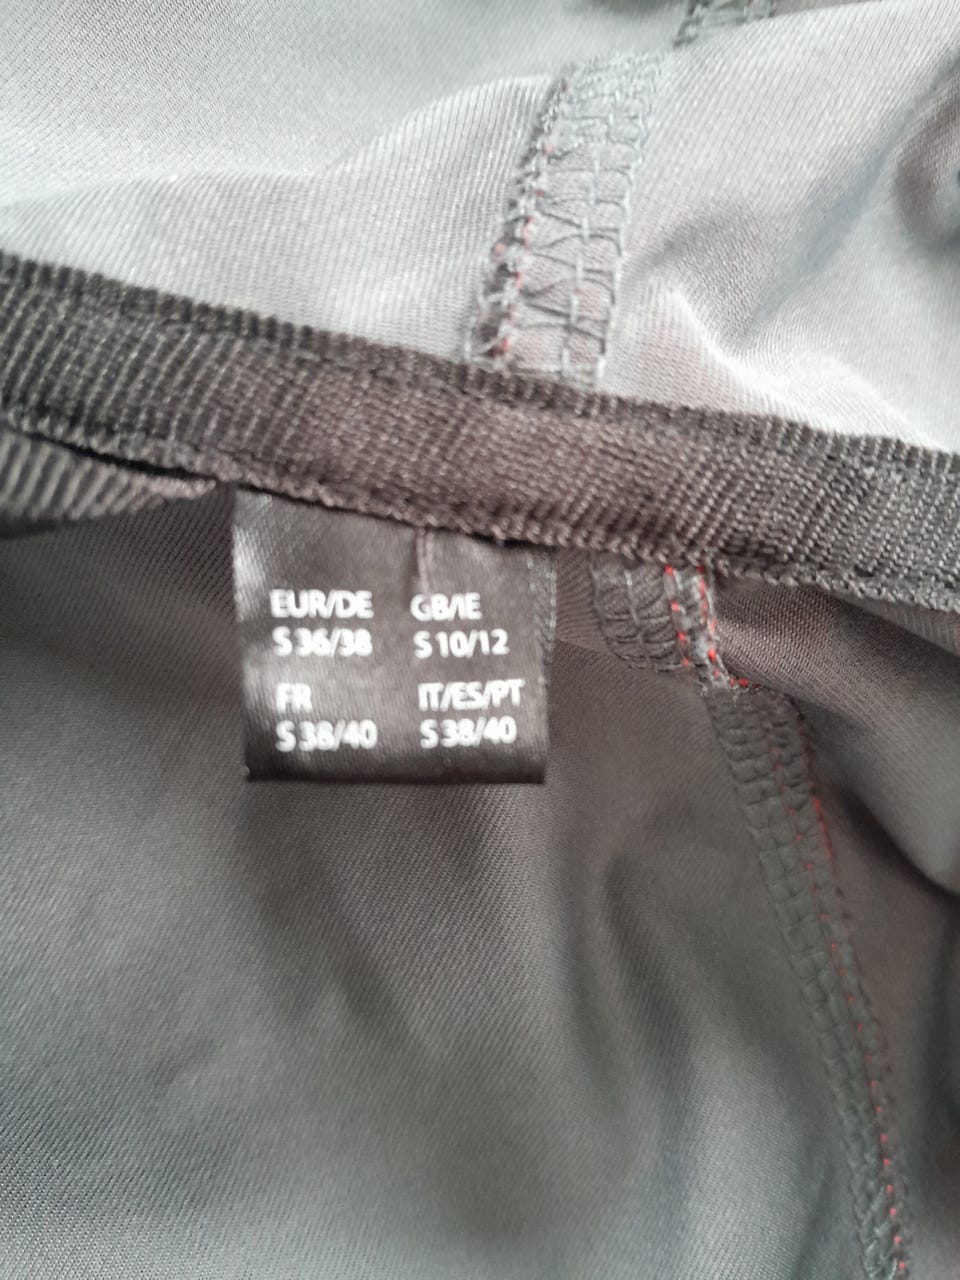 EUR/DE GB/IE
S 36/38 S 10/12
FR IT/ES/PT
S 38/40 S 38/40